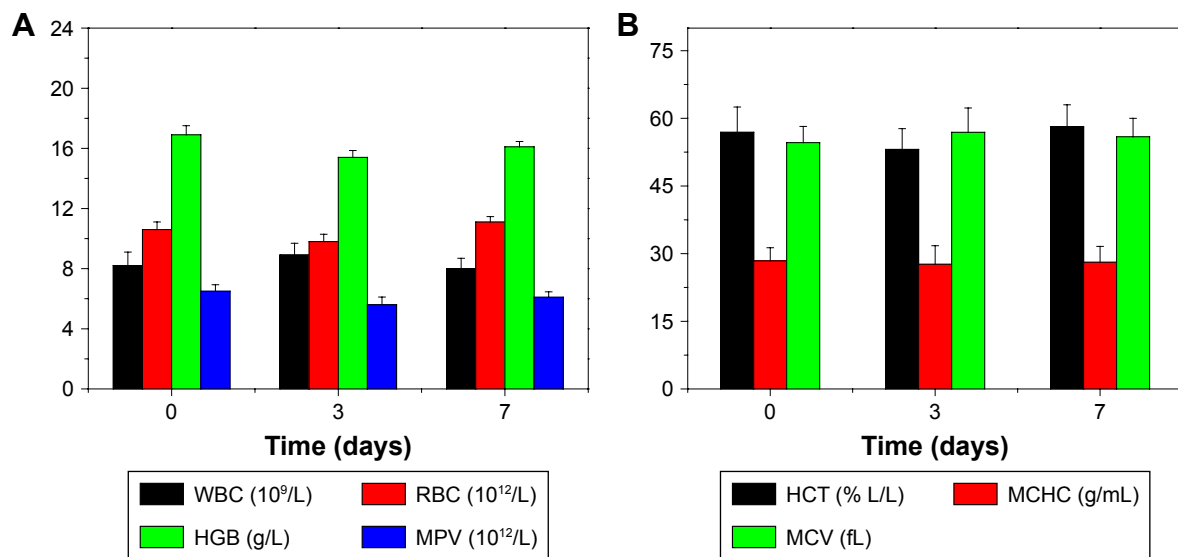 A
24
20
16
12
8
4
0
0 3 7
Time (days)
WBC (10⁹/L) RBC (10¹²/L)
HGB (g/L) MPV (10¹²/L)
B
75
60
45
30
15
0
0 3 7
Time (days)
HCT (% L/L) MCHC (g/mL)
MCV (fL)